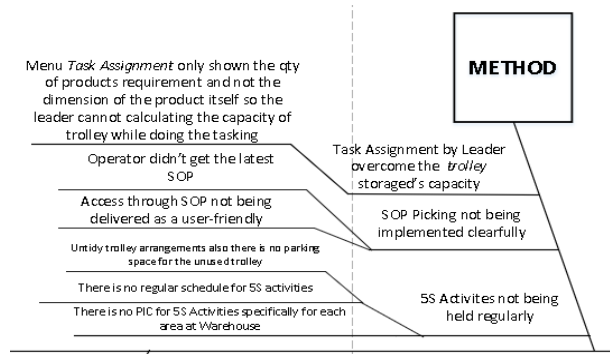 Menu Task Assignment only shown the qty
of products requirement and not the
dimension of the product itself so the
leader cannot calculating the capacity of
trolley while doing the tasking
METHOD
Task Assignment by Leader
overcome the trolley
storaged's capacity
Operator didn't get the latest
SOP
Access through SOP not being
delivered as a user-friendly
SOP Picking not being
implemented clearfully
Untidy trolley arrangements also there is no parking
space for the unused trolley
There is no regular schedule for 5S activities
There is no PIC for 5S Activities specifically for each
area at Warehouse
5S Activites not being
held regularly